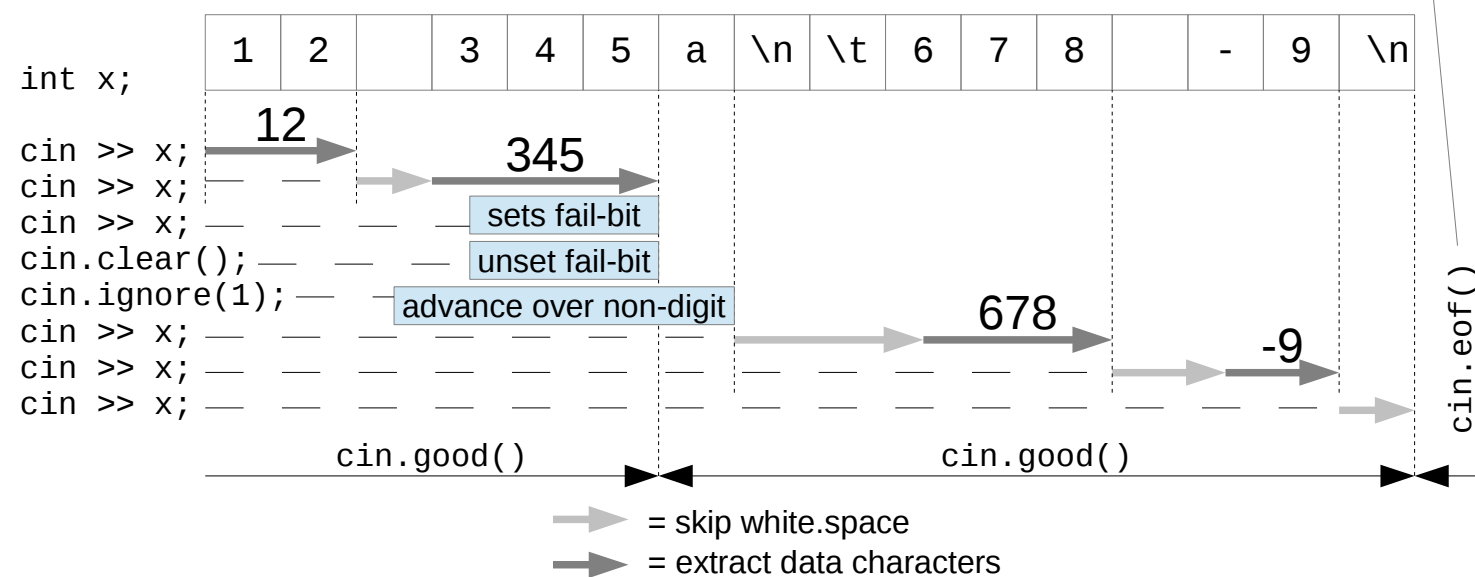 1 2 3 4 5 a \n \t 6 7 8 - 9 \n
int x;
12
cin >> x;
345
cin >> x;
sets fail-bit
cin >> x;
unset fail-bit
cin.clear();
advance over non-digit
cin.ignore(1);
678
cin >> x;
-9
cin >> x;
cin >> x;
cin.eof()
cin.good() cin.good()
= skip white.space
= extract data characters